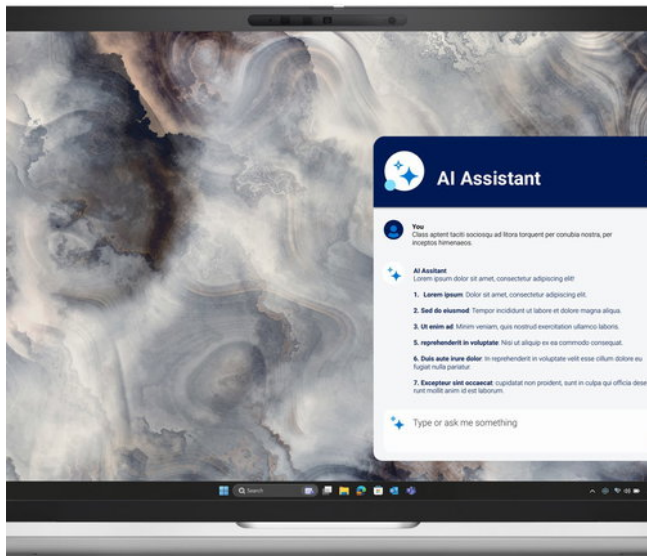 AI Assistant
You
Class aptent taciti sociosqu ad litora torquent per conubia nostra, per
inceptos himenaeos.
AI Assitant
Lorem ipsum dolor sit amet, consectetur adipiscing elit!
1. Lorem ipsum: Dolor sit amet, consectetur adipiscing elit.
2. Sed do eiusmod: Tempor incididunt ut labore et dolore magna aliqua.
3. Ut enim ad: Minim veniam, quis nostrud exercitation ullamco laboris.
5. reprehenderit in voluptate: Nisi ut aliquip ex ea commodo consequat.
6. Duis aute irure dolor: In reprehenderit in voluptate velit esse cillum dolore eu
fugiat nulla pariatur.
7. Excepteur sint occaecat: cupidatat non proident, sunt in culpa qui officia dese
runt mollit anim id est laborum.
Type or ask me something
Search